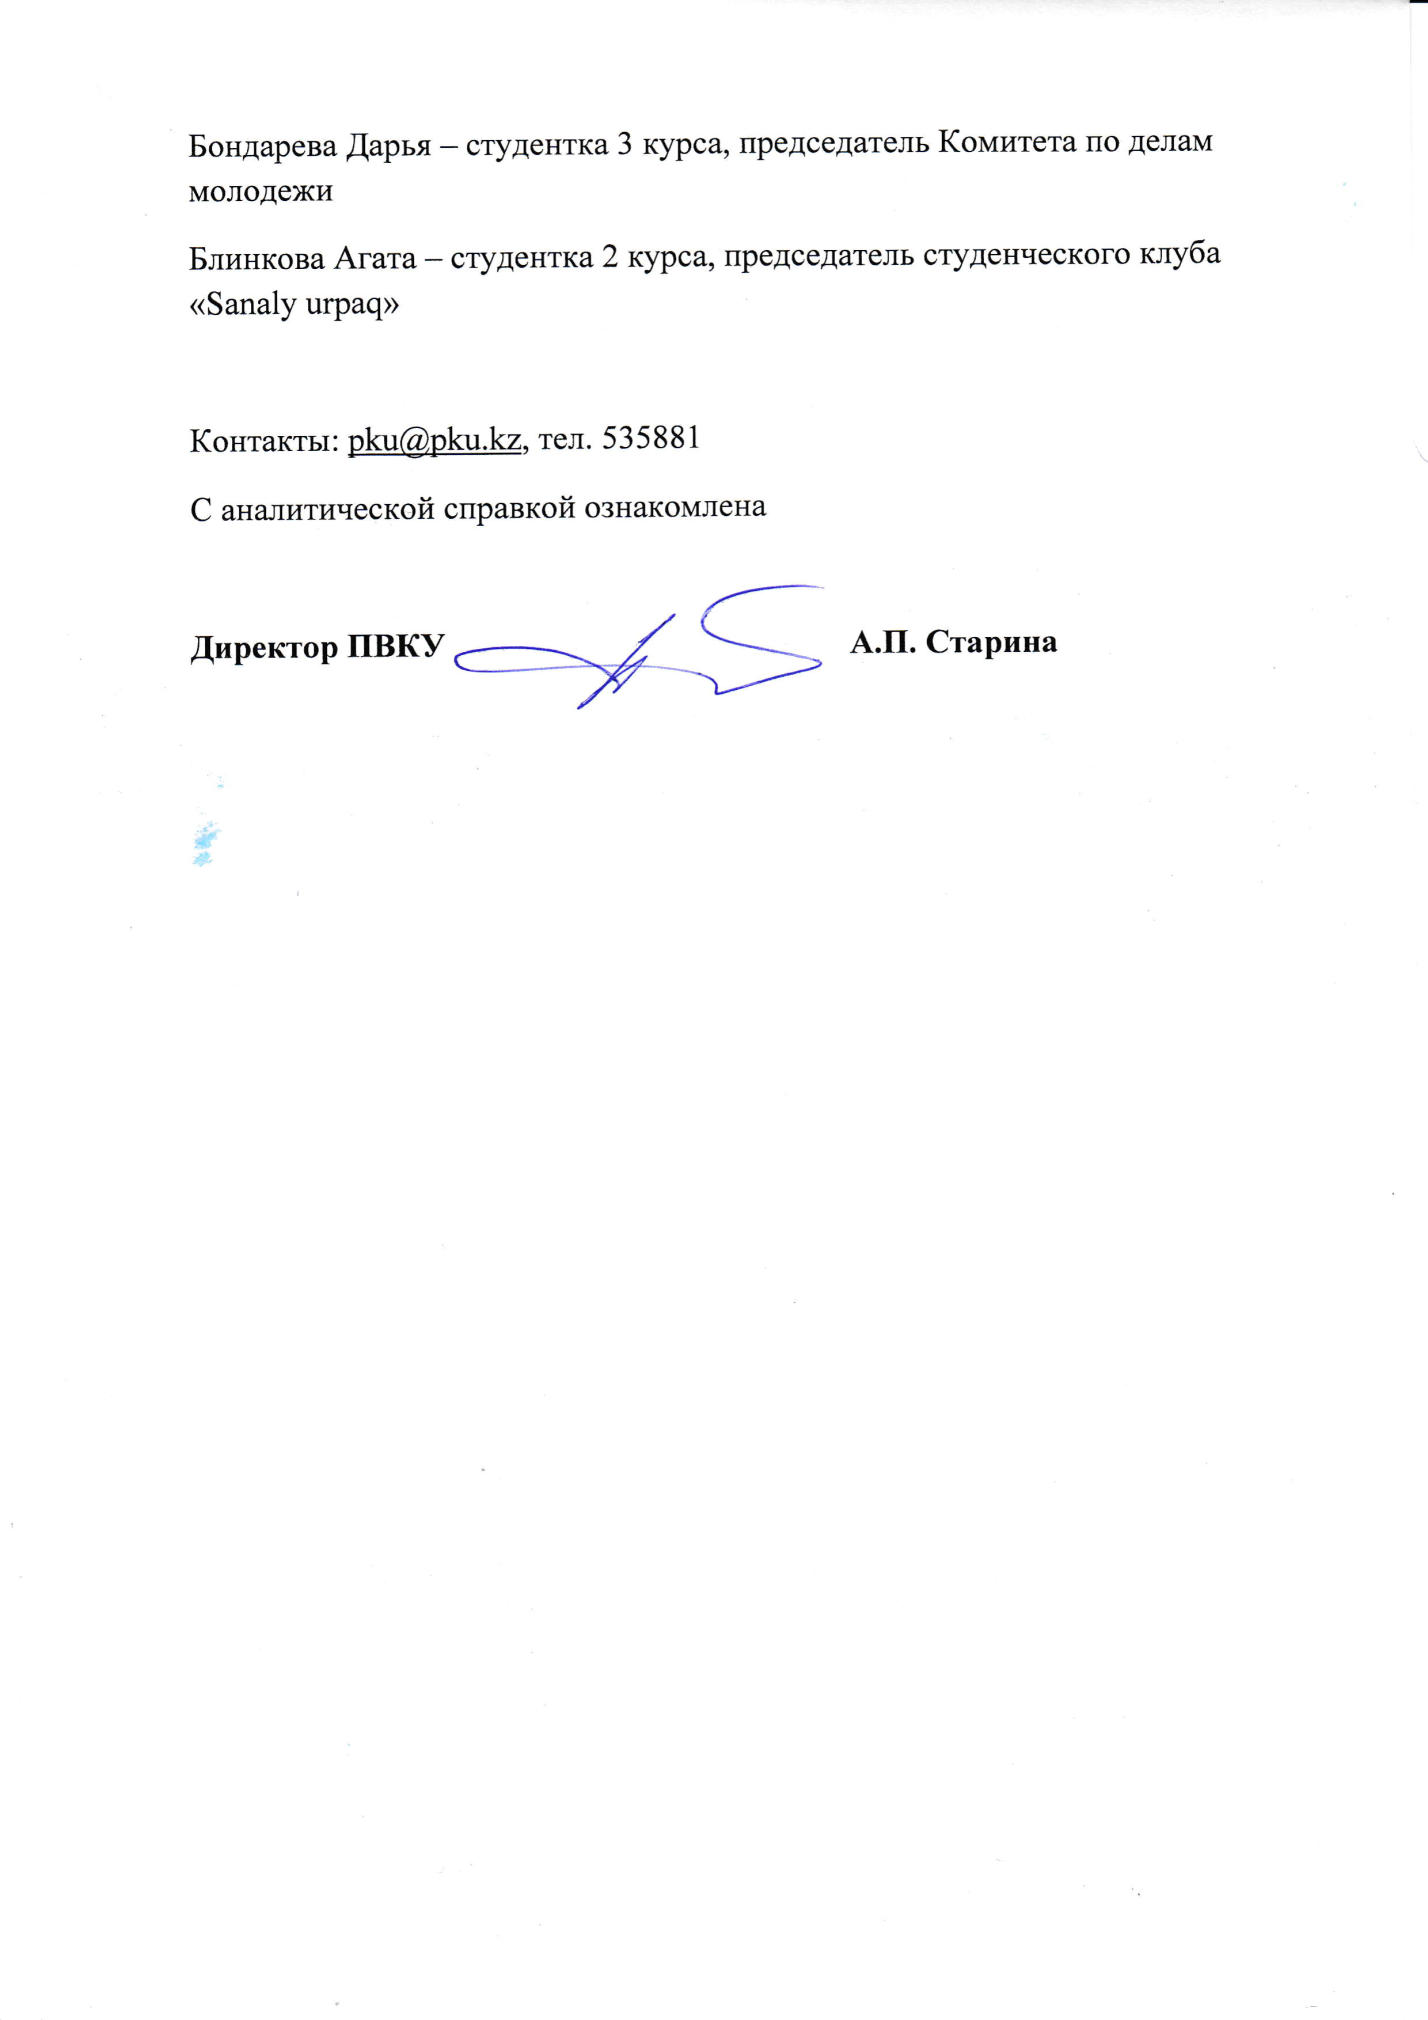 Бондарева Дарья – студентка 3 курса, председатель Комитета по делам
молодежи
Блинкова Агата – студентка 2 курса, председатель студенческого клуба
«Sanaly urpaq»
Контакты: pku@pku.kz, тел. 535881
С аналитической справкой ознакомлена
Директор ПВКУ А.П. Старина